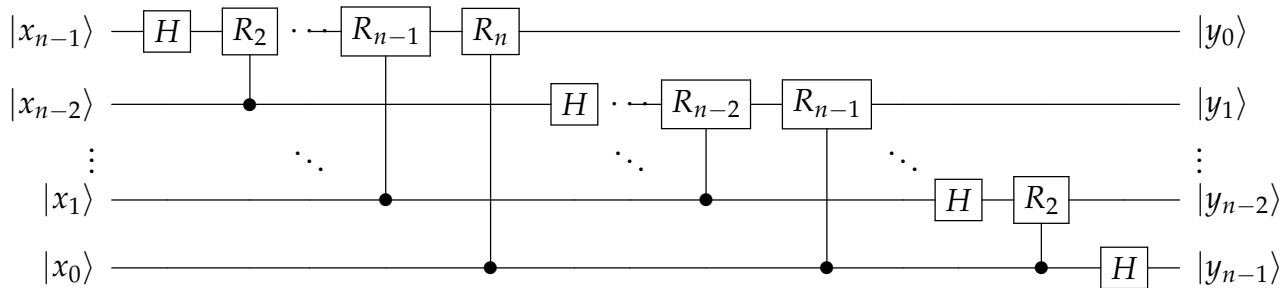 |x_{n−1}⟩ H R_2 ··· R_{n−1} R_n |y_0⟩
|x_{n−2}⟩ H ··· R_{n−2} R_{n−1} |y_1⟩
⋮ ⋱ ⋱ ⋱ ⋮
|x_1⟩ H R_2 |y_{n−2}⟩
|x_0⟩ H |y_{n−1}⟩